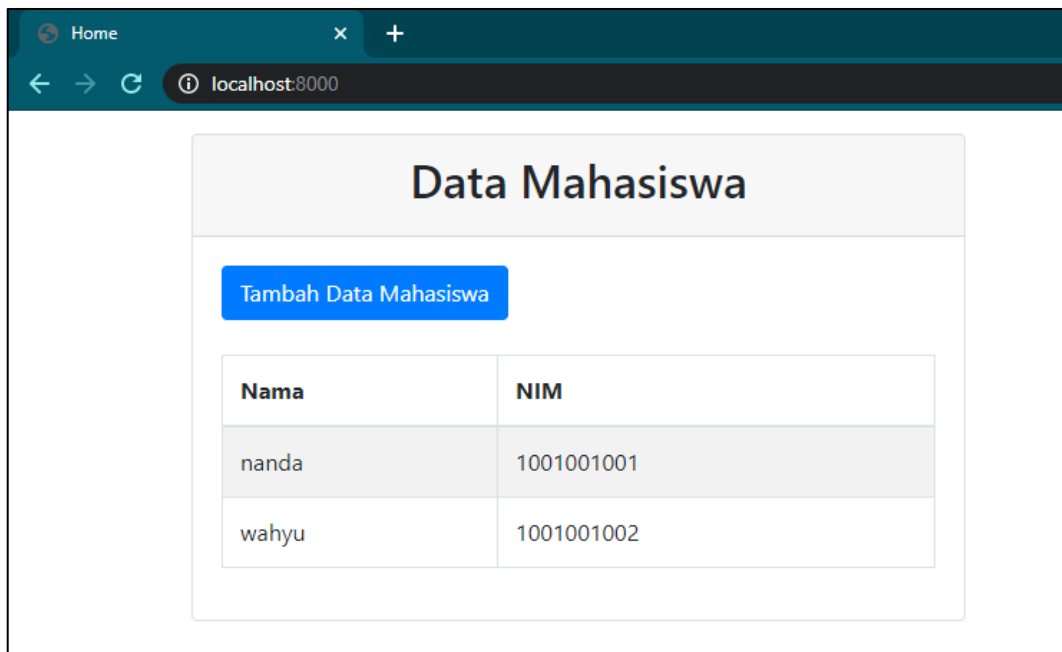 Home
localhost:8000
Data Mahasiswa
Tambah Data Mahasiswa
Nama NIM
nanda 1001001001
wahyu 1001001002